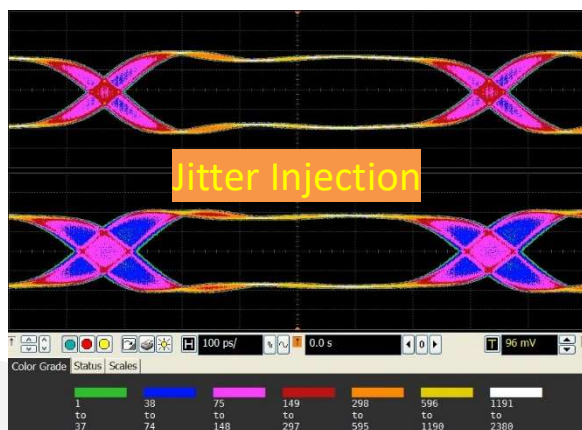 Jitter Injection
H 100 ps/ 0.0 s 0 T 96 mV
Color Grade Status Scales
1 38 75 149 298 596 1191
to to to to to to to
37 74 148 297 595 1190 2380